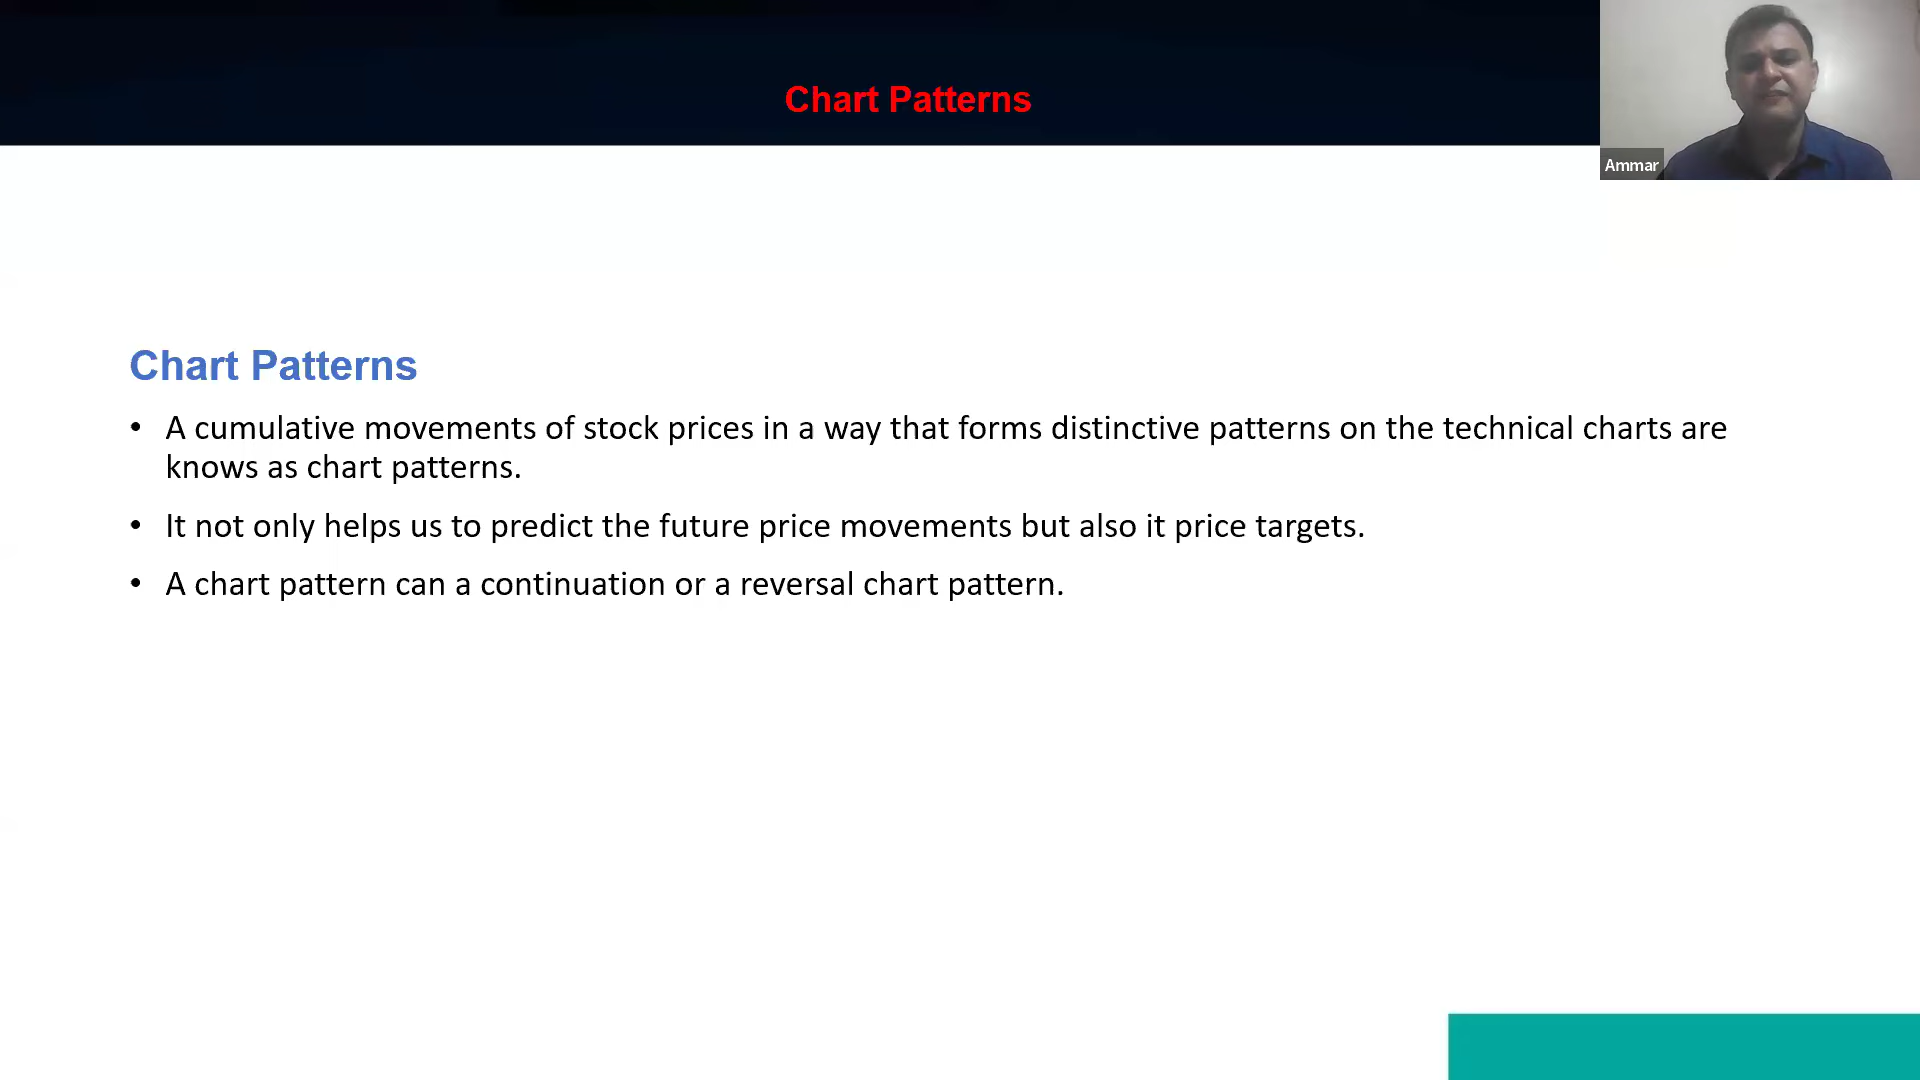 Chart Patterns
Ammar
Chart Patterns
• A cumulative movements of stock prices in a way that forms distinctive patterns on the technical charts are
knows as chart patterns.
• It not only helps us to predict the future price movements but also it price targets.
• A chart pattern can a continuation or a reversal chart pattern.